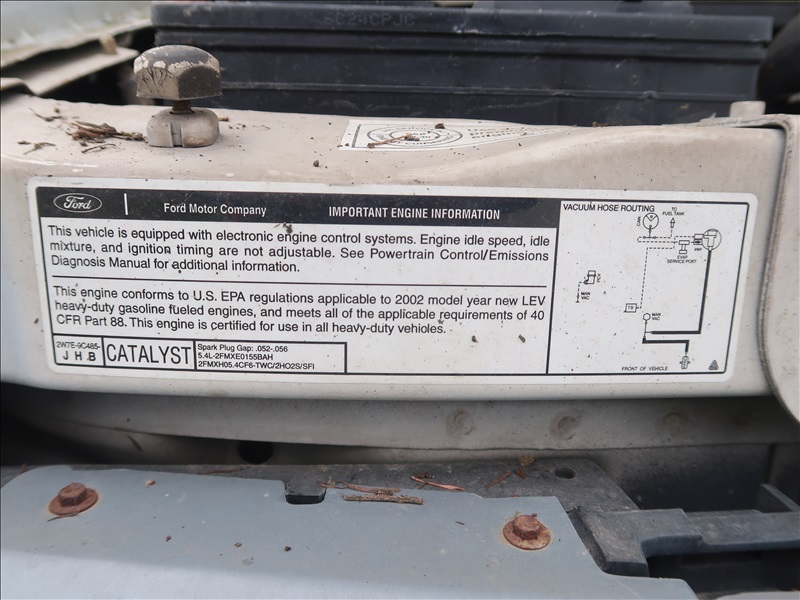 Ford
Ford Motor Company
IMPORTANT ENGINE INFORMATION
This vehicle is equipped with electronic engine control systems. Engine idle speed, idle
mixture, and ignition timing are not adjustable. See Powertrain Control/Emissions
Diagnosis Manual for additional information.
This engine conforms to U.S. EPA regulations applicable to 2002 model year new LEV
heavy-duty gasoline fueled engines, and meets all of the applicable requirements of 40
CFR Part 88. This engine is certified for use in all heavy-duty vehicles.
2W7E-9C485-
J H B
CATALYST
Spark Plug Gap: .052-.056
5.4L-2FMXE0155BAH
2FMXH05.4CF6-TWC/2HO2S/SFI
VACUUM HOSE ROUTING
CAN
TO
FUEL TANK
EVAP
SERVICE PORT
MAN
VAC
MAN
VAC
FRONT OF VEHICLE